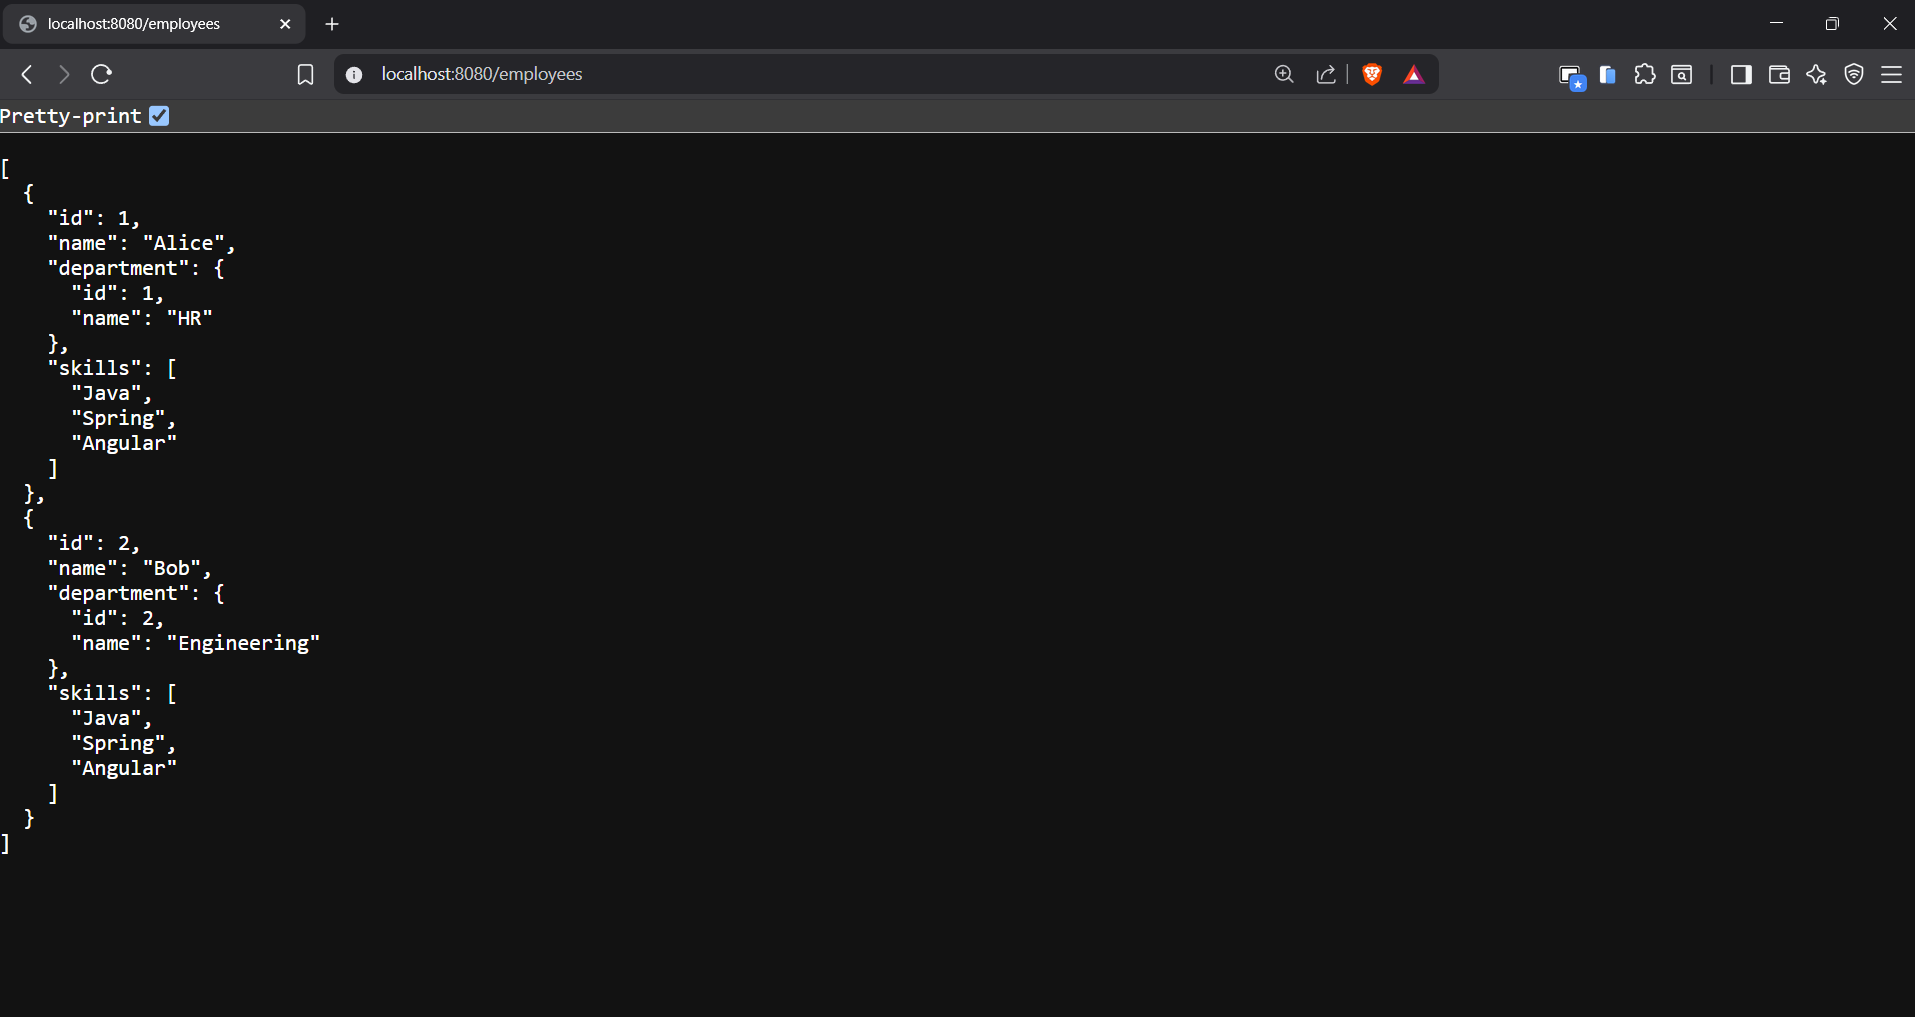 localhost:8080/employees
localhost:8080/employees
Pretty-print
[
  {
    "id": 1,
    "name": "Alice",
    "department": {
      "id": 1,
      "name": "HR"
    },
    "skills": [
      "Java",
      "Spring",
      "Angular"
    ]
  },
  {
    "id": 2,
    "name": "Bob",
    "department": {
      "id": 2,
      "name": "Engineering"
    },
    "skills": [
      "Java",
      "Spring",
      "Angular"
    ]
  }
]